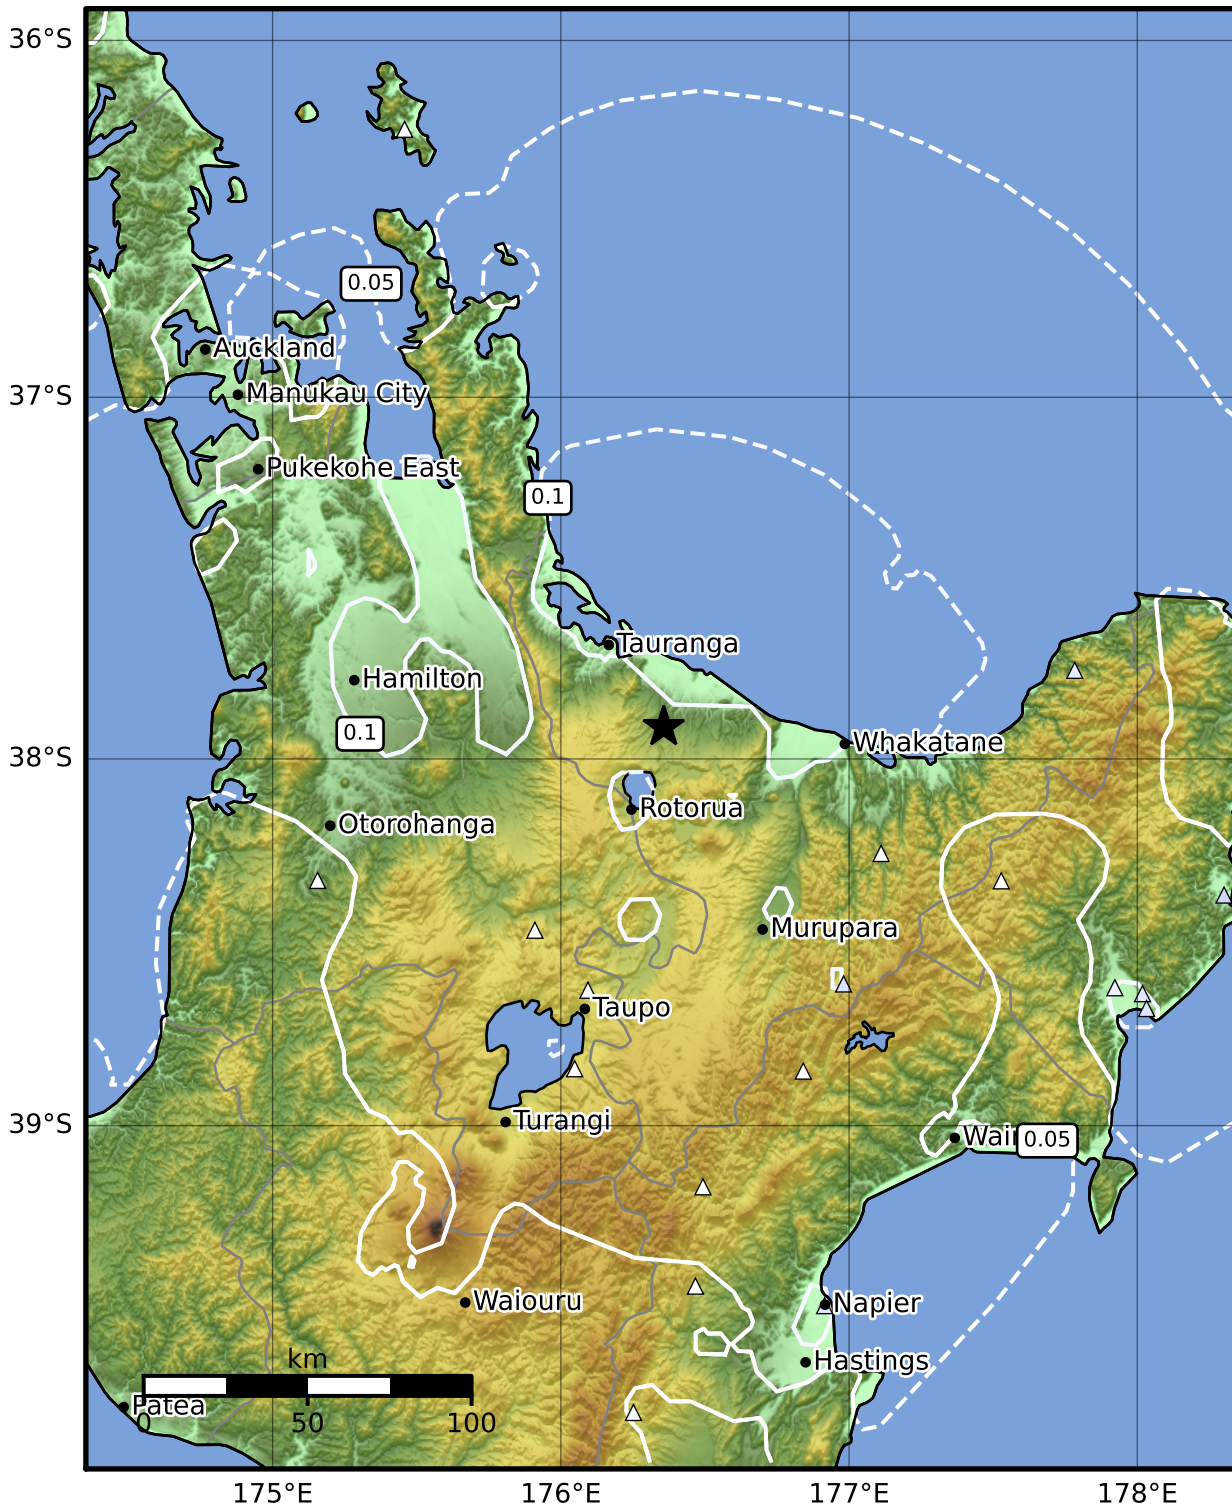 36°S
0.05
Auckland
Manukau City
37°S
Pukekohe East
0.1
Tauranga
Hamilton
0.1
Whakatane
38°S
Rotorua
Otorohanga
Murupara
Taupo
Turangi
39°S
0.05
Napier
Waiouru
km
Hastings
Patea
0 50 100
175°E 176°E 177°E 178°E